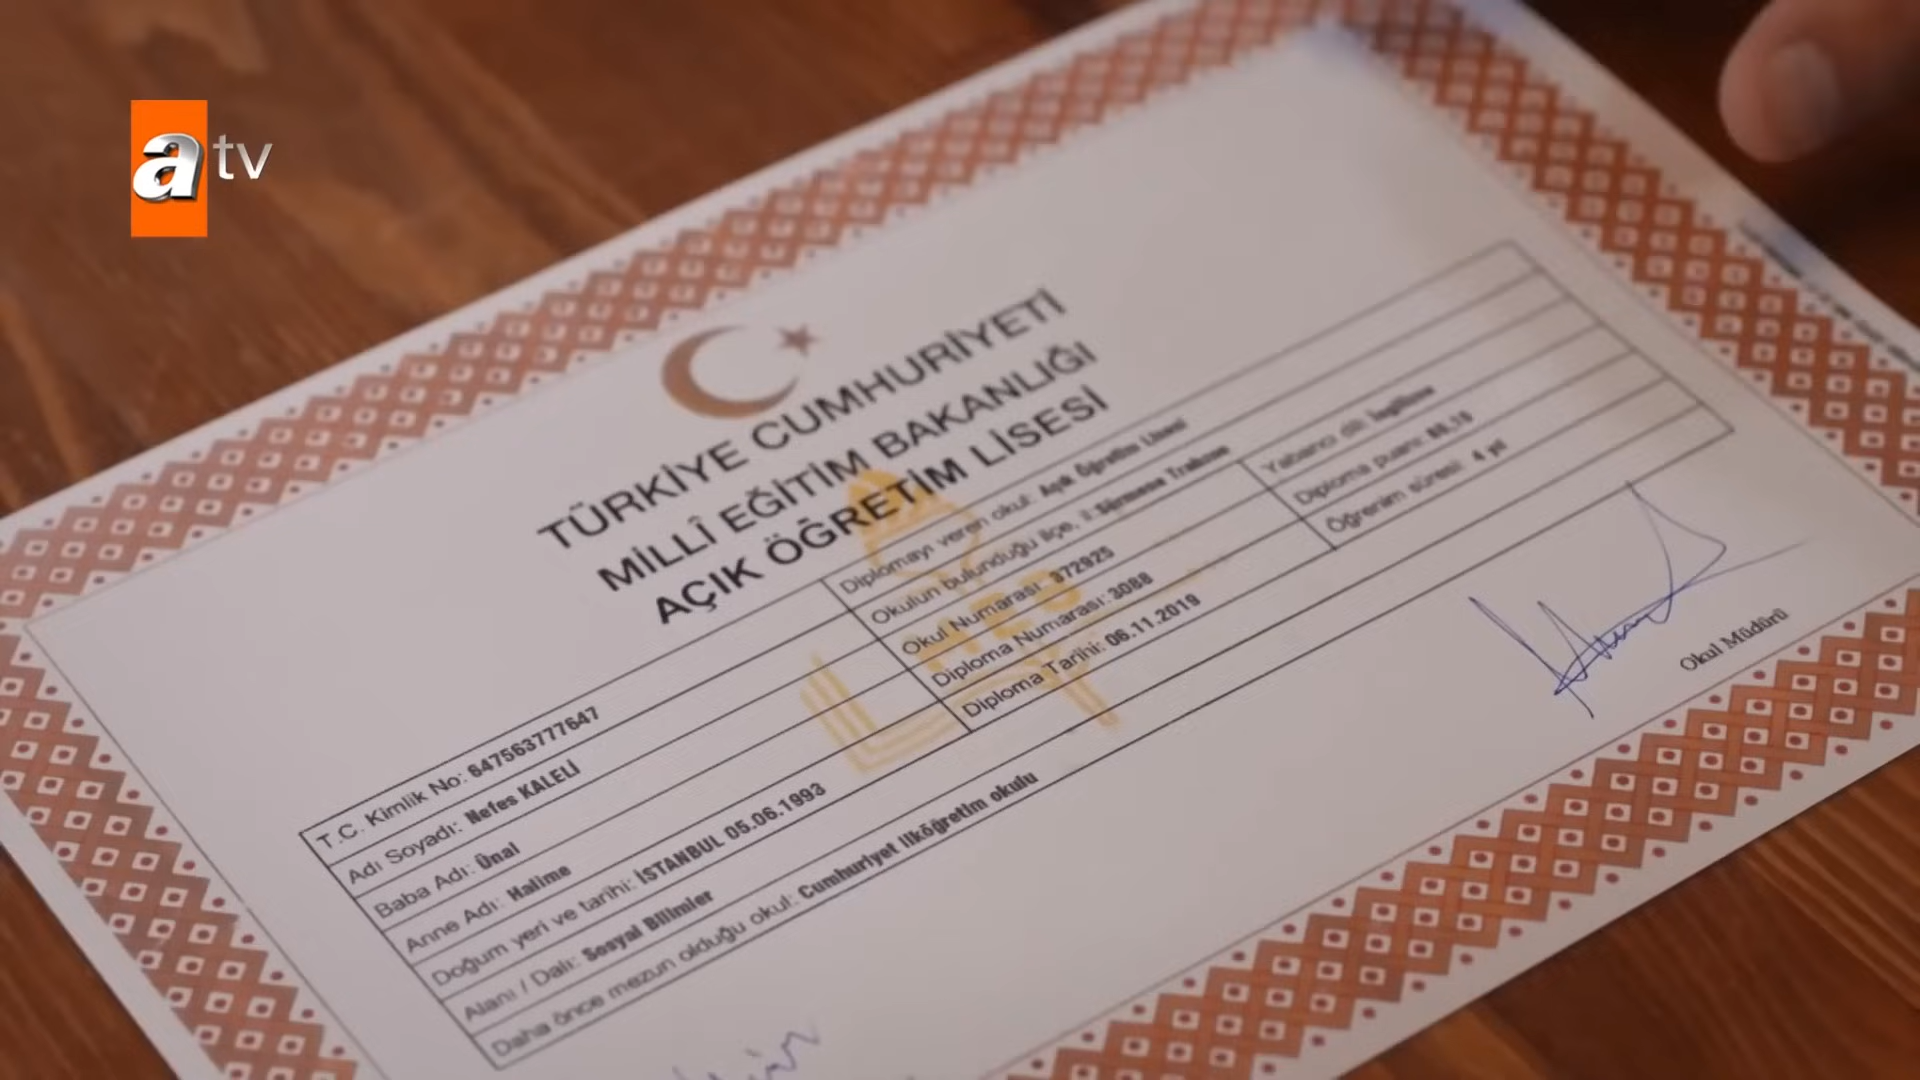 atv
TÜRKİYE CUMHURİYETİ
MİLLÎ EĞİTİM BAKANLIĞI
AÇIK ÖĞRETİM LİSESİ
T.C. Kimlik No: 647563777647
Adı Soyadı: Nefes KALELİ
Baba Adı: Ünal
Anne Adı: Halime
Doğum yeri ve tarihi: İSTANBUL 05.06.1993
Alanı / Dalı: Sosyal Bilimler
Daha önce mezun olduğu okul: Cumhuriyet ilköğretim okulu
Diplomayı veren okul: Açık Öğretim Lisesi
Okulun bulunduğu ilçe, il: Sürmene Trabzon
Okul Numarası: 372925
Diploma Numarası: 3088
Diploma Tarihi: 06.11.2019
Yabancı dili: İngilizce
Diploma puanı: 85.10
Öğrenim süresi: 4 yıl
Okul Müdürü